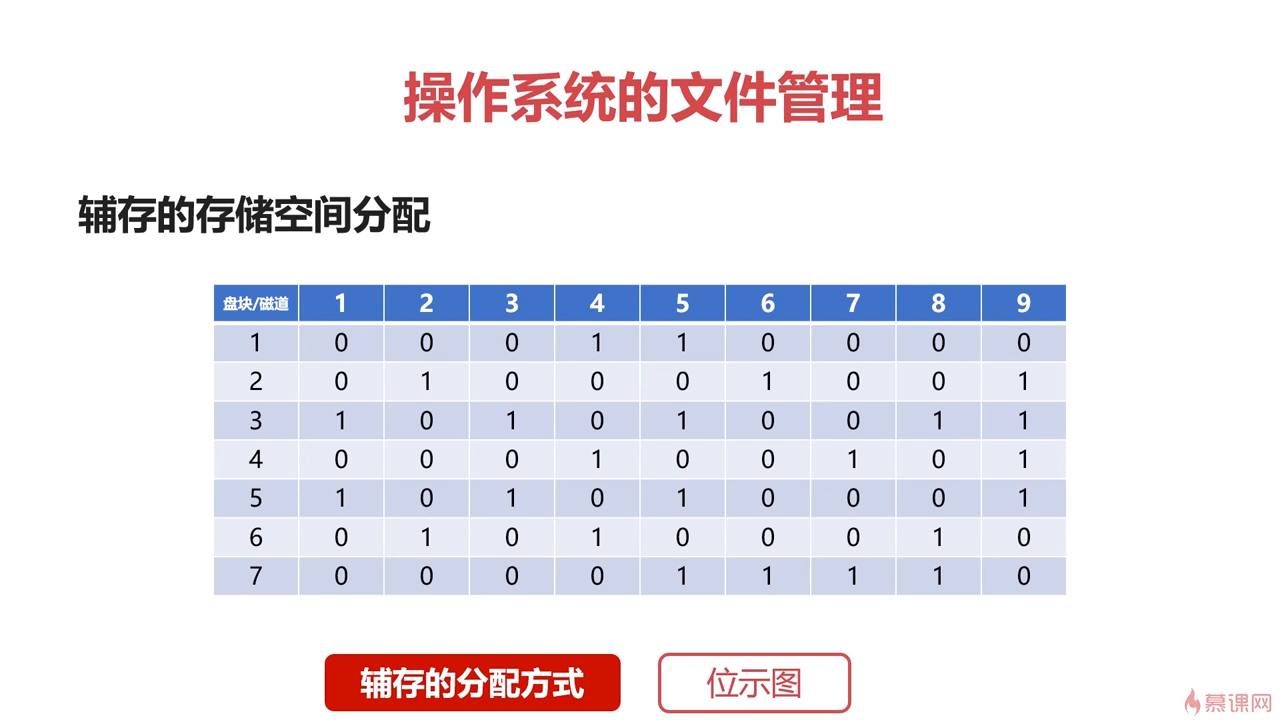 操作系统的文件管理
辅存的存储空间分配
盘块/磁道 1 2 3 4 5 6 7 8 9
1 0 0 0 1 1 0 0 0 0
2 0 1 0 0 0 1 0 0 1
3 1 0 1 0 1 0 0 1 1
4 0 0 0 1 0 0 1 0 1
5 1 0 1 0 1 0 0 0 1
6 0 1 0 1 0 0 0 1 0
7 0 0 0 0 1 1 1 1 0
辅存的分配方式 位示图
慕课网